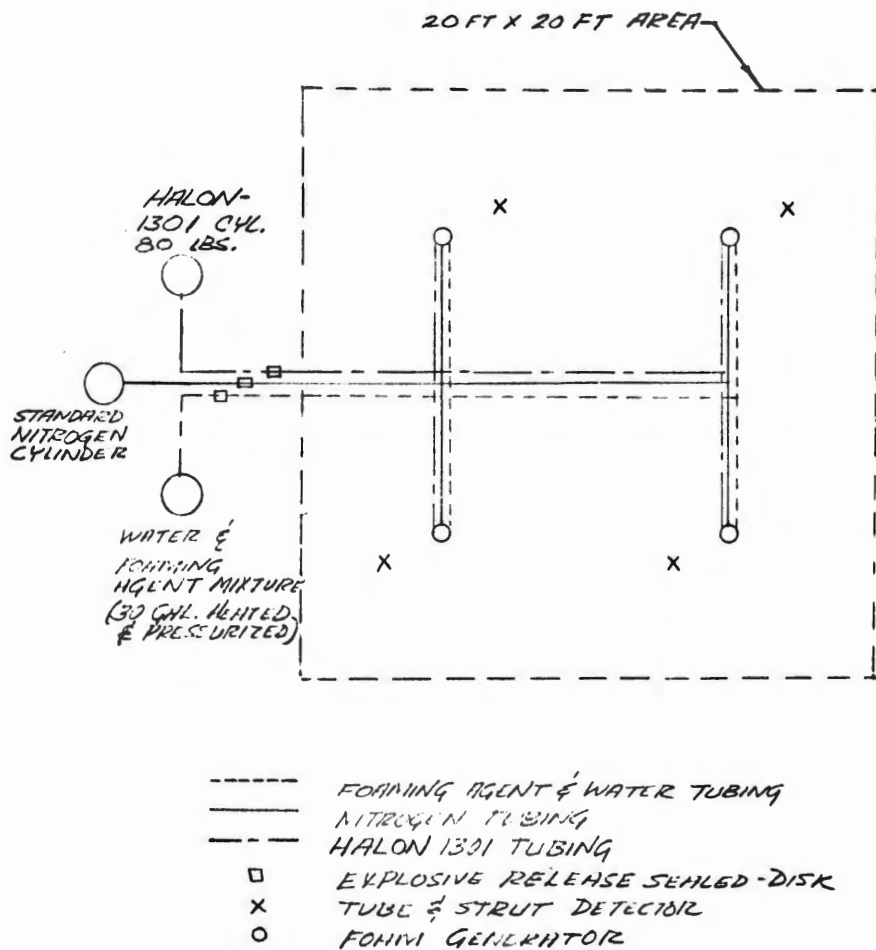 20 FT X 20 FT AREA
HALON-
1301 CYL.
80 LBS.
STANDARD
NITROGEN
CYLINDER
WATER &
FOAMING
AGENT MIXTURE
(30 GAL. HEATED
& PRESSURIZED)
FOAMING AGENT & WATER TUBING
NITROGEN TUBING
HALON 1301 TUBING
EXPLOSIVE RELEASE SEALED-DISK
TUBE & STRUT DETECTOR
FOAM GENERATOR